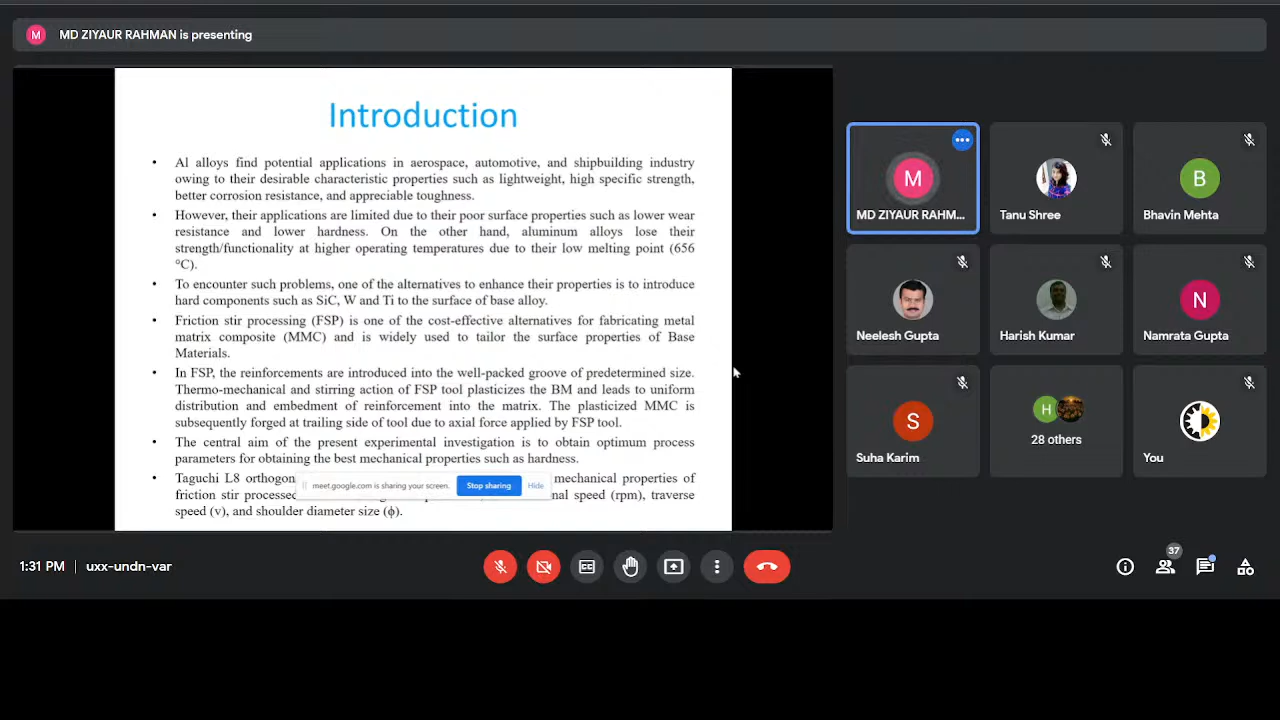 M MD ZIYAUR RAHMAN is presenting
Introduction
• Al alloys find potential applications in aerospace, automotive, and shipbuilding industry
owing to their desirable characteristic properties such as lightweight, high specific strength,
better corrosion resistance, and appreciable toughness.
• However, their applications are limited due to their poor surface properties such as lower wear
resistance and lower hardness. On the other hand, aluminum alloys lose their
strength/functionality at higher operating temperatures due to their low melting point (656
°C).
• To encounter such problems, one of the alternatives to enhance their properties is to introduce
hard components such as SiC, W and Ti to the surface of base alloy.
• Friction stir processing (FSP) is one of the cost-effective alternatives for fabricating metal
matrix composite (MMC) and is widely used to tailor the surface properties of Base
Materials.
• In FSP, the reinforcements are introduced into the well-packed groove of predetermined size.
Thermo-mechanical and stirring action of FSP tool plasticizes the BM and leads to uniform
distribution and embedment of reinforcement into the matrix. The plasticized MMC is
subsequently forged at trailing side of tool due to axial force applied by FSP tool.
• The central aim of the present experimental investigation is to obtain optimum process
parameters for obtaining the best mechanical properties such as hardness.
• Taguchi L8 orthogon mechanical properties of
friction stir processed nal speed (rpm), traverse
speed (v), and shoulder diameter size (ϕ).
meet.google.com is sharing your screen. Stop sharing Hide
M
MD ZIYAUR RAHM...
Tanu Shree
B
Bhavin Mehta
Neelesh Gupta
Harish Kumar
N
Namrata Gupta
S
Suha Karim
H
28 others
You
1:31 PM | uxx-undn-var
CC
37